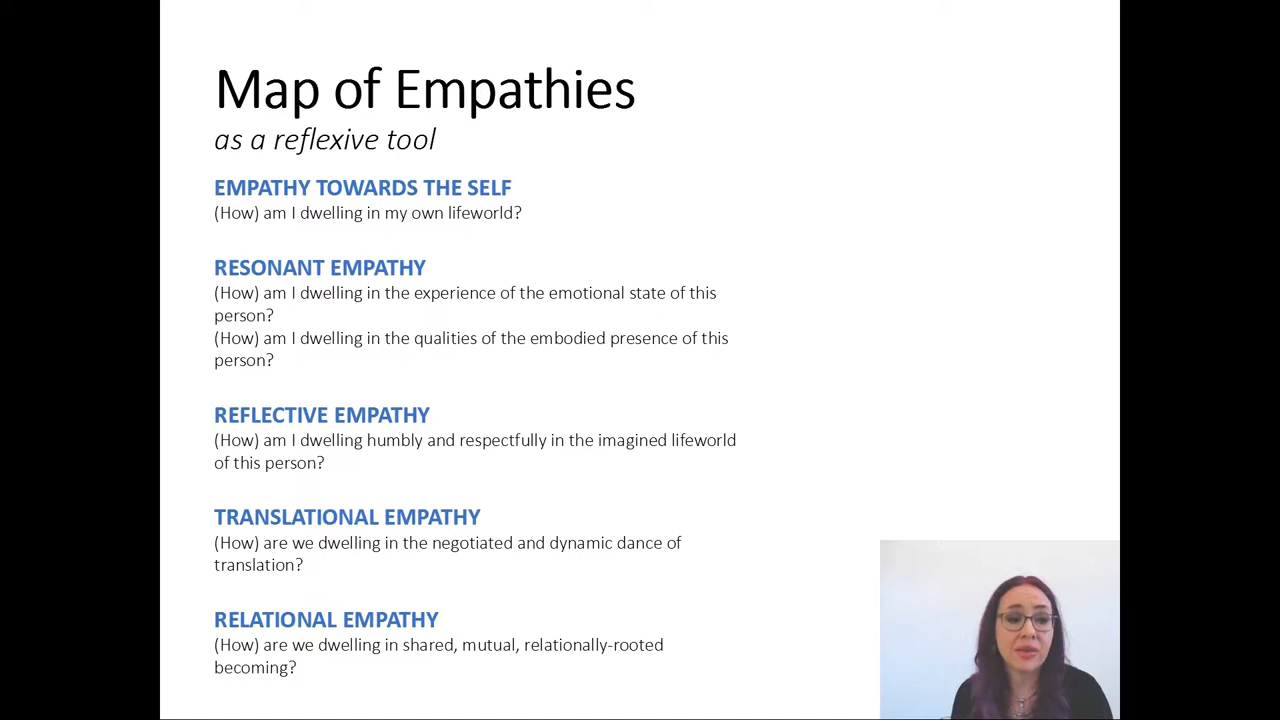 Map of Empathies
as a reflexive tool
EMPATHY TOWARDS THE SELF
(How) am I dwelling in my own lifeworld?
RESONANT EMPATHY
(How) am I dwelling in the experience of the emotional state of this
person?
(How) am I dwelling in the qualities of the embodied presence of this
person?
REFLECTIVE EMPATHY
(How) am I dwelling humbly and respectfully in the imagined lifeworld
of this person?
TRANSLATIONAL EMPATHY
(How) are we dwelling in the negotiated and dynamic dance of
translation?
RELATIONAL EMPATHY
(How) are we dwelling in shared, mutual, relationally-rooted
becoming?